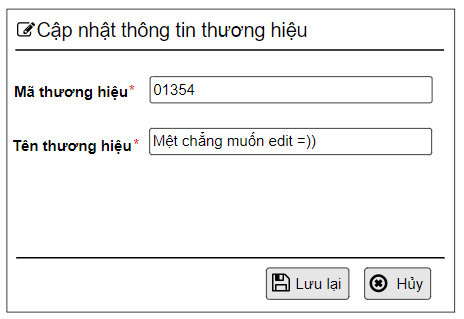 Cập nhật thông tin thương hiệu
Mã thương hiệu* 01354
Tên thương hiệu* Mệt chẳng muốn edit =))
Lưu lại Hủy